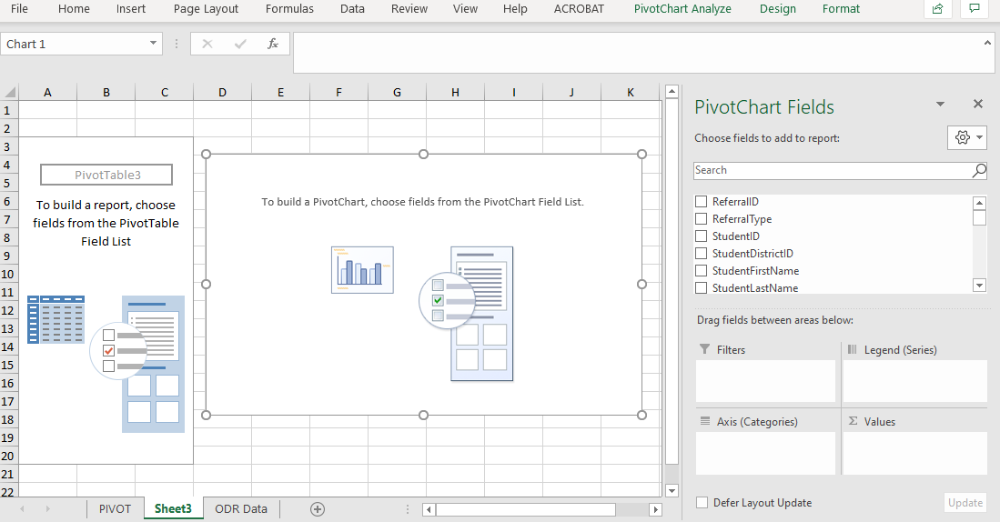 File Home Insert Page Layout Formulas Data Review View Help ACROBAT PivotChart Analyze Design Format
Chart 1 fx
A B C D E F G H I J K
1
2
3
4
5
6
7
8
9
10
11
12
13
14
15
16
17
18
19
20
21
22
PivotTable3
To build a report, choose
fields from the PivotTable
Field List
To build a PivotChart, choose fields from the PivotChart Field List.
PivotChart Fields
Choose fields to add to report:
Search
ReferralID
ReferralType
StudentID
StudentDistrictID
StudentFirstName
StudentLastName
Drag fields between areas below:
Filters
Legend (Series)
Axis (Categories)
Σ Values
Defer Layout Update
Update
PIVOT Sheet3 ODR Data